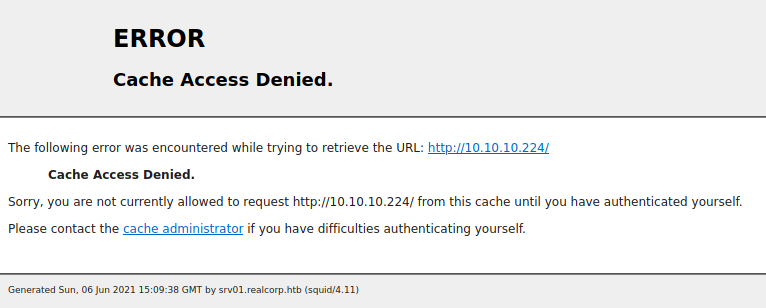 ERROR
Cache Access Denied.
The following error was encountered while trying to retrieve the URL: http://10.10.10.224/
Cache Access Denied.
Sorry, you are not currently allowed to request http://10.10.10.224/ from this cache until you have authenticated yourself.
Please contact the cache administrator if you have difficulties authenticating yourself.
Generated Sun, 06 Jun 2021 15:09:38 GMT by srv01.realcorp.htb (squid/4.11)